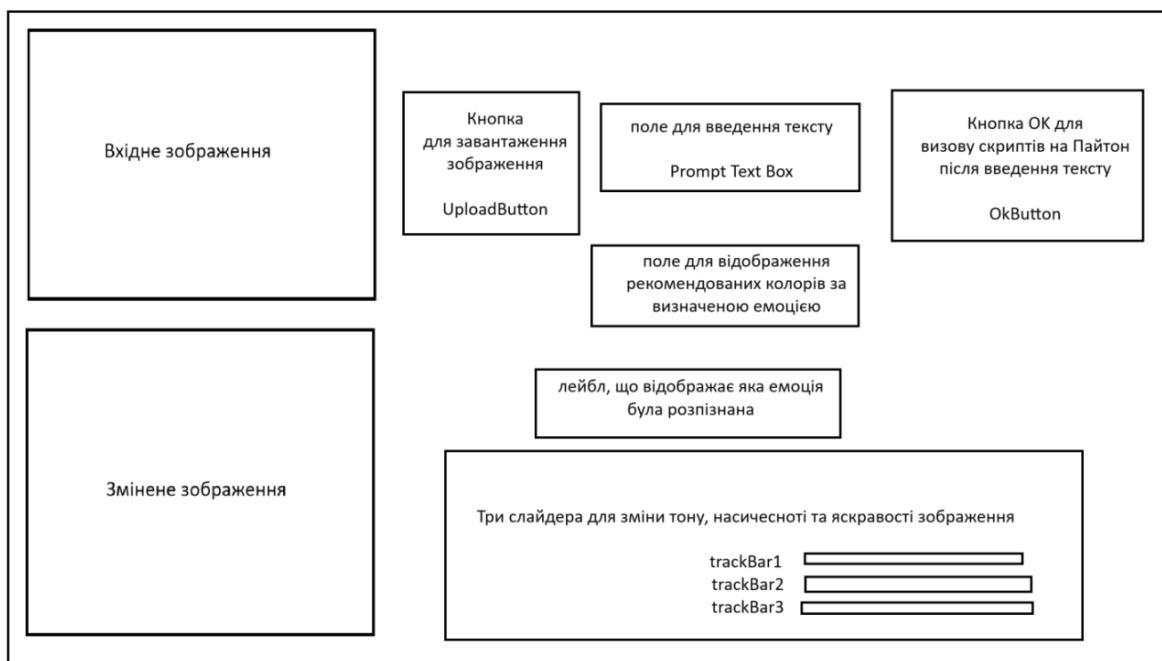 Вхідне зображення
Кнопка
для завантаження
зображення
UploadButton
поле для введення тексту
Prompt Text Box
Кнопка ОК для
визову скриптів на Пайтон
після введення тексту
OkButton
поле для відображення
рекомендованих колорів за
визначеною емоцією
лейбл, що відображає яка емоція
була розпізнана
Змінене зображення
Три слайдера для зміни тону, насичесноті та яскравості зображення
trackBar1
trackBar2
trackBar3